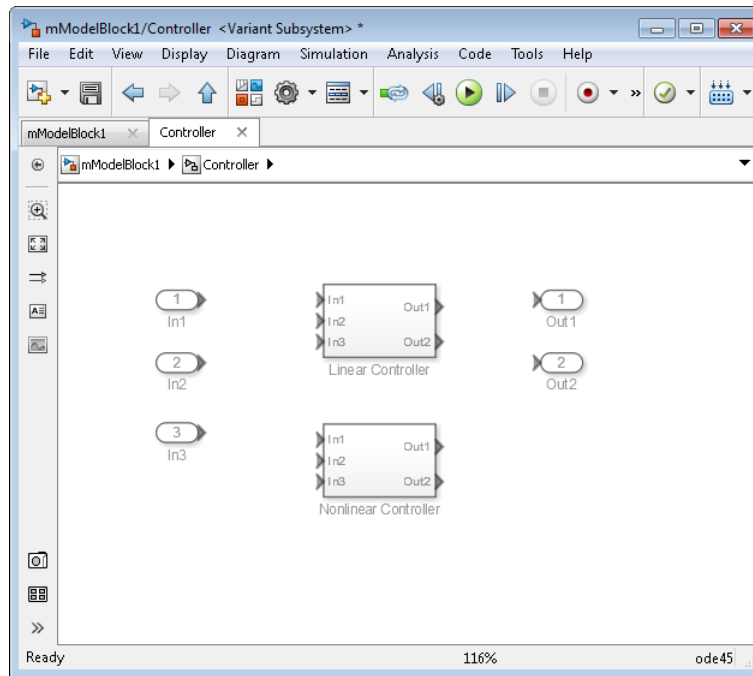 mModelBlock1/Controller <Variant Subsystem> *
File Edit View Display Diagram Simulation Analysis Code Tools Help
»
mModelBlock1 Controller
mModelBlock1 Controller
1 In1 Out1 1
In1 In2 Out1
In3 Out2
2 Linear Controller 2
In2 Out2
3 In1 Out1
In3 In2
In3 Out2
Nonlinear Controller
»
Ready 116% ode45